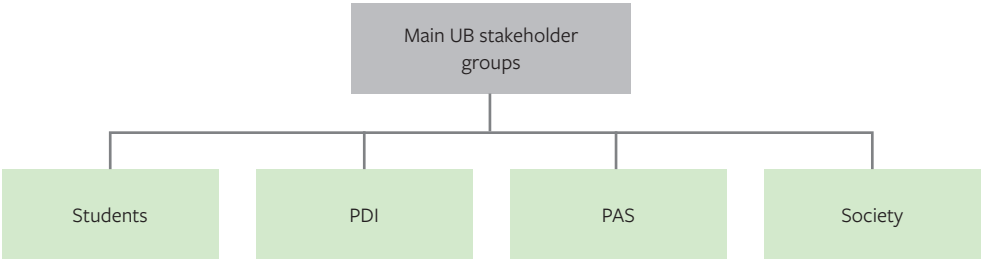 Main UB stakeholder
groups
Students
PDI
PAS
Society